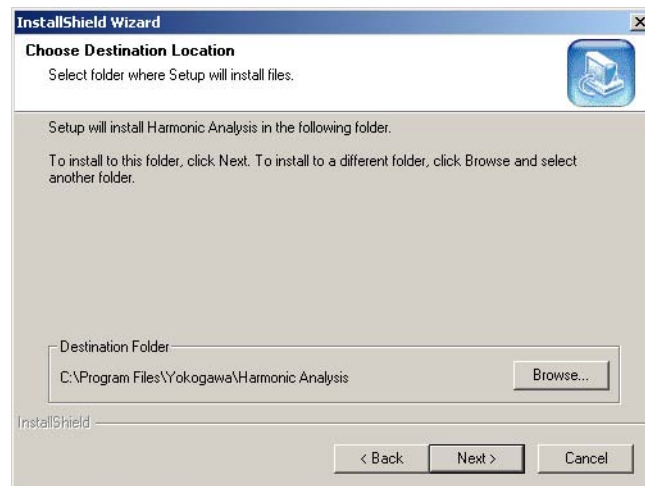 InstallShield Wizard
Choose Destination Location
Select folder where Setup will install files.
Setup will install Harmonic Analysis in the following folder.
To install to this folder, click Next. To install to a different folder, click Browse and select
another folder.
Destination Folder
C:\Program Files\Yokogawa\Harmonic Analysis
Browse...
InstallShield
< Back
Next >
Cancel